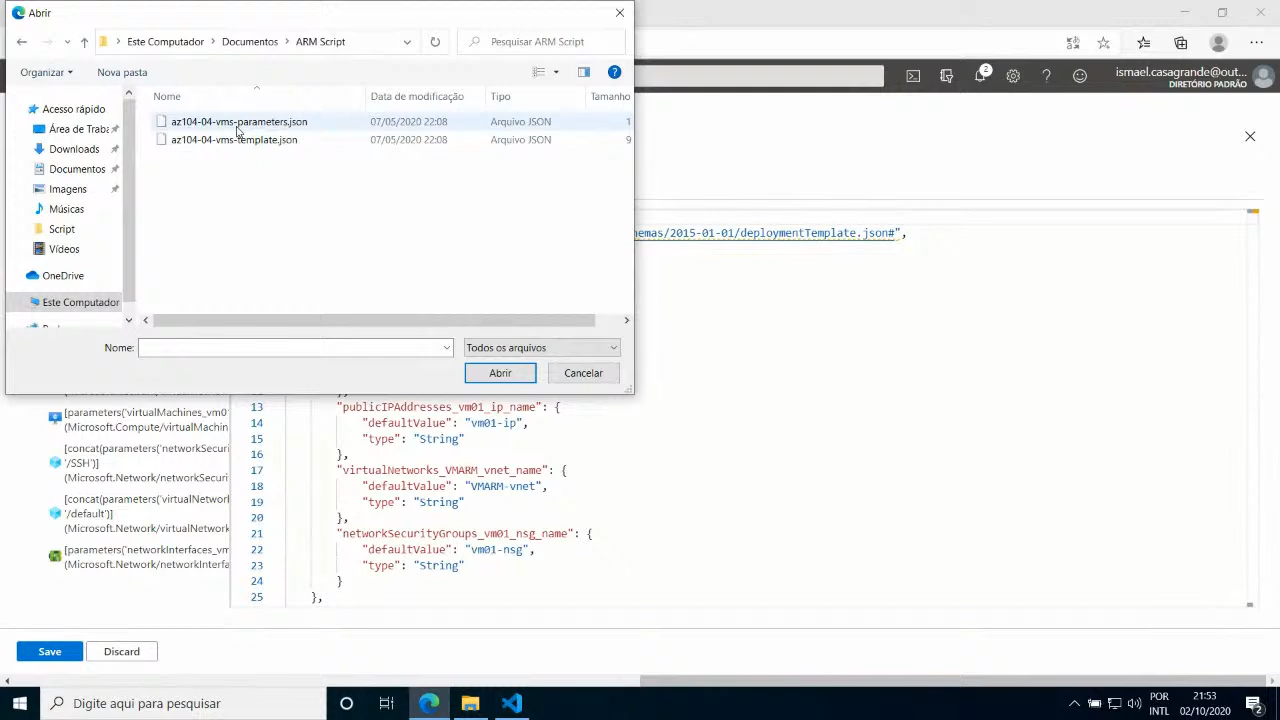 Abrir
Este Computador > Documentos > ARM Script
Pesquisar ARM Script
Organizar
Nova pasta
ismael.casagrande@out...
DIRETÓRIO PADRÃO
2
Nome
Data de modificação
Tipo
Tamanho
Acesso rápido
Área de Traba
Downloads
Documentos
Imagens
Músicas
Script
Vídeos
OneDrive
Este Computador
az104-04-vms-parameters.json 07/05/2020 22:08 Arquivo JSON 1
az104-04-vms-template.json 07/05/2020 22:08 Arquivo JSON 9
Nome:
Todos os arquivos
Abrir
Cancelar
hemas/2015-01-01/deploymentTemplate.json#",
[parameters('virtualMachines_vm0
(Microsoft.Compute/virtualMachin
[concat(parameters('networkSecuri
'/SSH')]
(Microsoft.Network/networkSecuri
[concat(parameters('virtualNetwork
'/default')]
(Microsoft.Network/virtualNetwork
[parameters('networkInterfaces_vm
(Microsoft.Network/networkInterfa
13 "publicIPAddresses_vm01_ip_name": {
14 "defaultValue": "vm01-ip",
15 "type": "String"
16 },
17 "virtualNetworks_VMARM_vnet_name": {
18 "defaultValue": "VMARM-vnet",
19 "type": "String"
20 },
21 "networkSecurityGroups_vm01_nsg_name": {
22 "defaultValue": "vm01-nsg",
23 "type": "String"
24 }
25 },
Save
Discard
Digite aqui para pesquisar
POR
INTL
21:53
02/10/2020
2